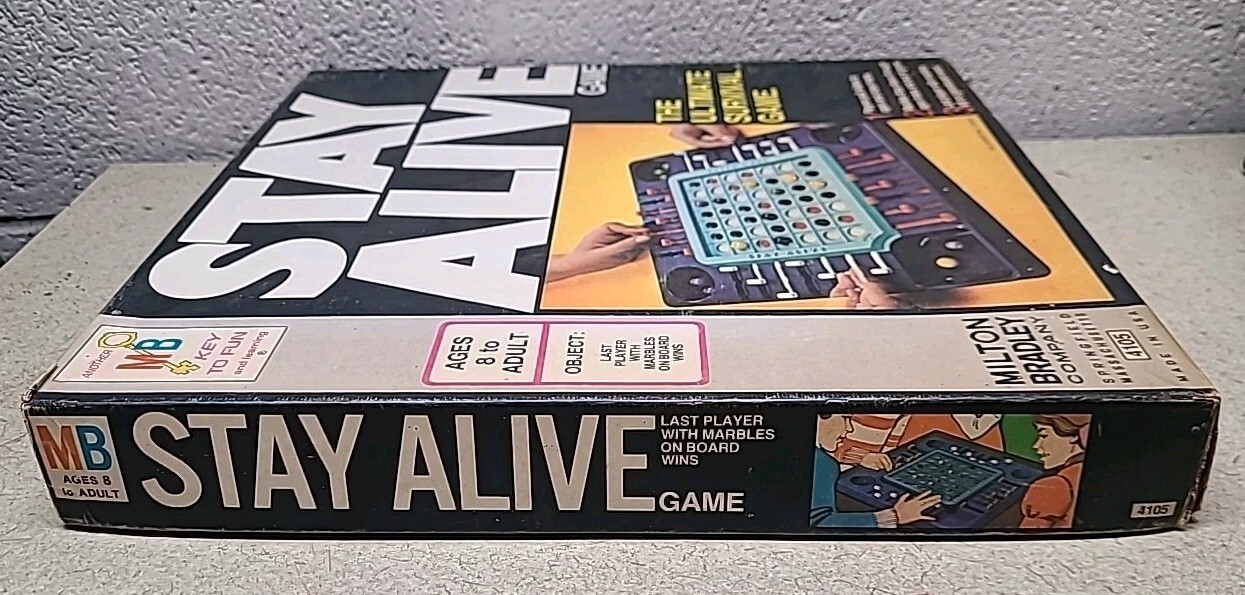 STAY
ALIVE
GAME
THE
ULTIMATE
SURVIVAL
GAME
STAY ALIVE
ANOTHER
MB
KEY
TO FUN
and learning
®
AGES
8 to
ADULT
OBJECT:
LAST
PLAYER
WITH
MARBLES
ON BOARD
WINS
MILTON
BRADLEY
COMPANY
SPRINGFIELD
MASSACHUSETTS
4105
MADE IN USA
MB
AGES 8
to ADULT
STAY ALIVE
GAME
LAST PLAYER
WITH MARBLES
ON BOARD
WINS
4105